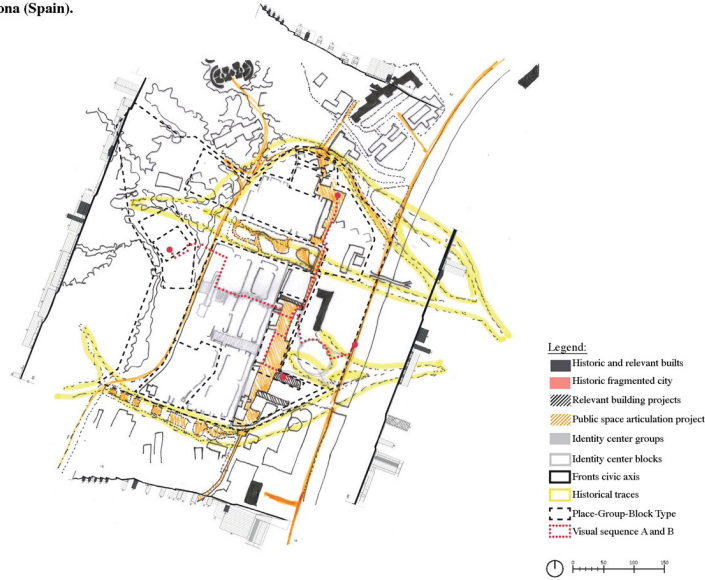 ona (Spain).
Legend:
Historic and relevant builts
Historic fragmented city
Relevant building projects
Public space articulation project
Identity center groups
Identity center blocks
Fronts civic axis
Historical traces
Place-Group-Block Type
Visual sequence A and B
0 50 100 150